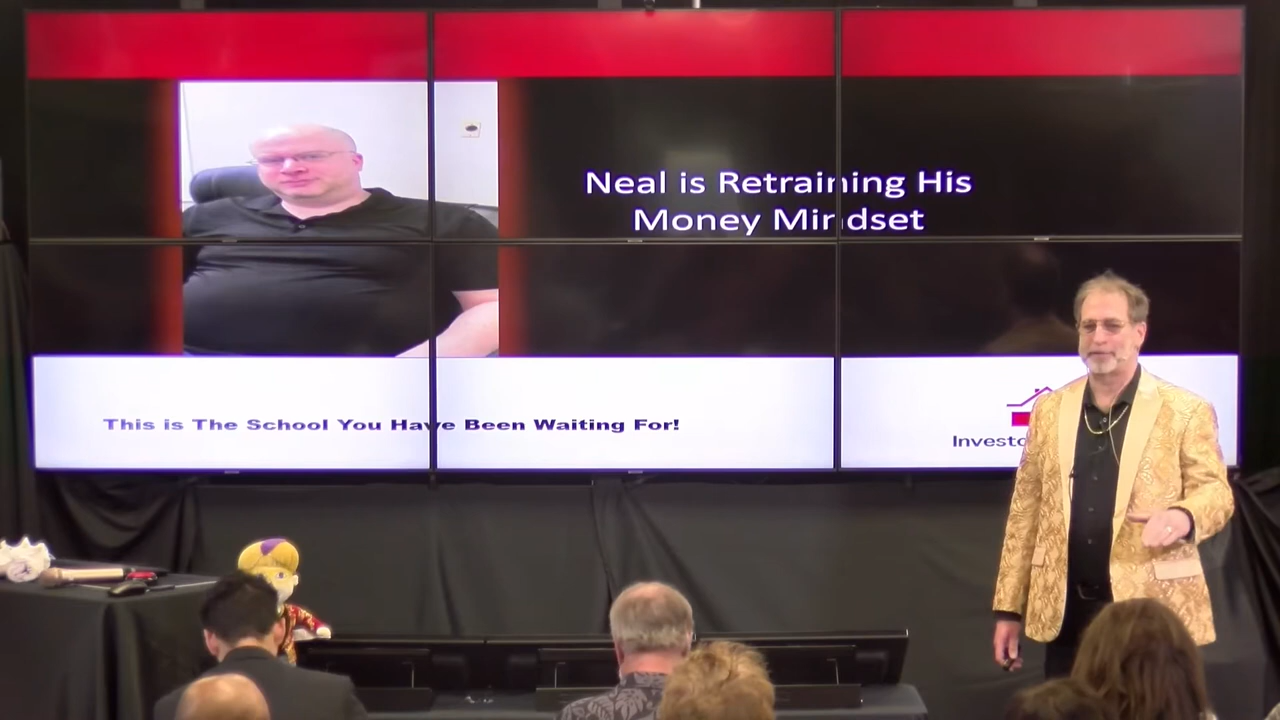 Neal is Retraining His
Money Mindset
This is The School You Have Been Waiting For!